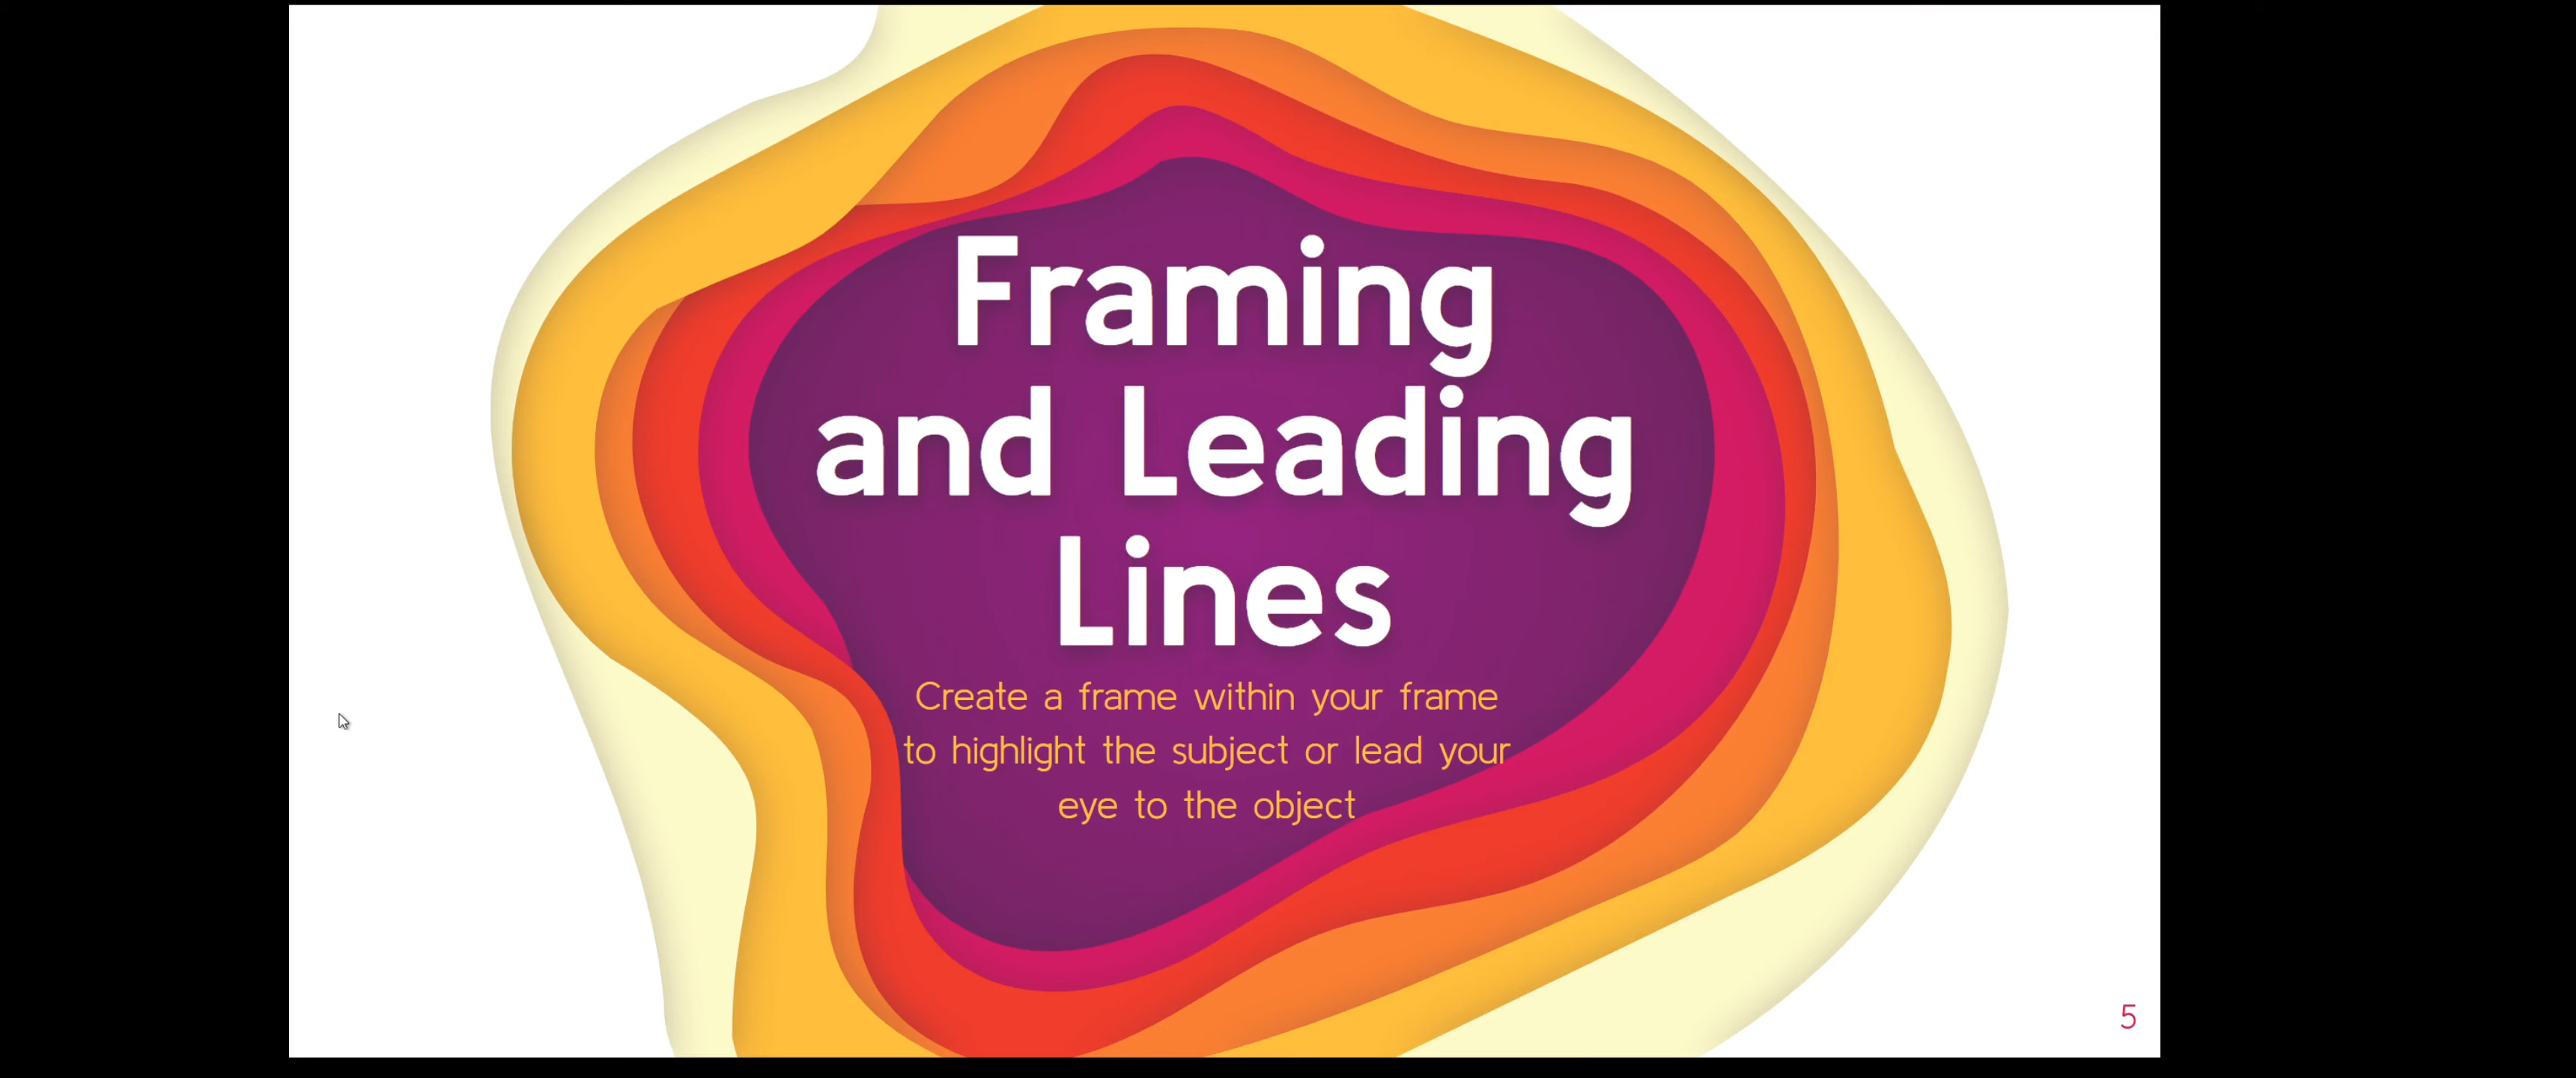 Framing
and Leading
Lines
Create a frame within your frame
to highlight the subject or lead your
eye to the object
5